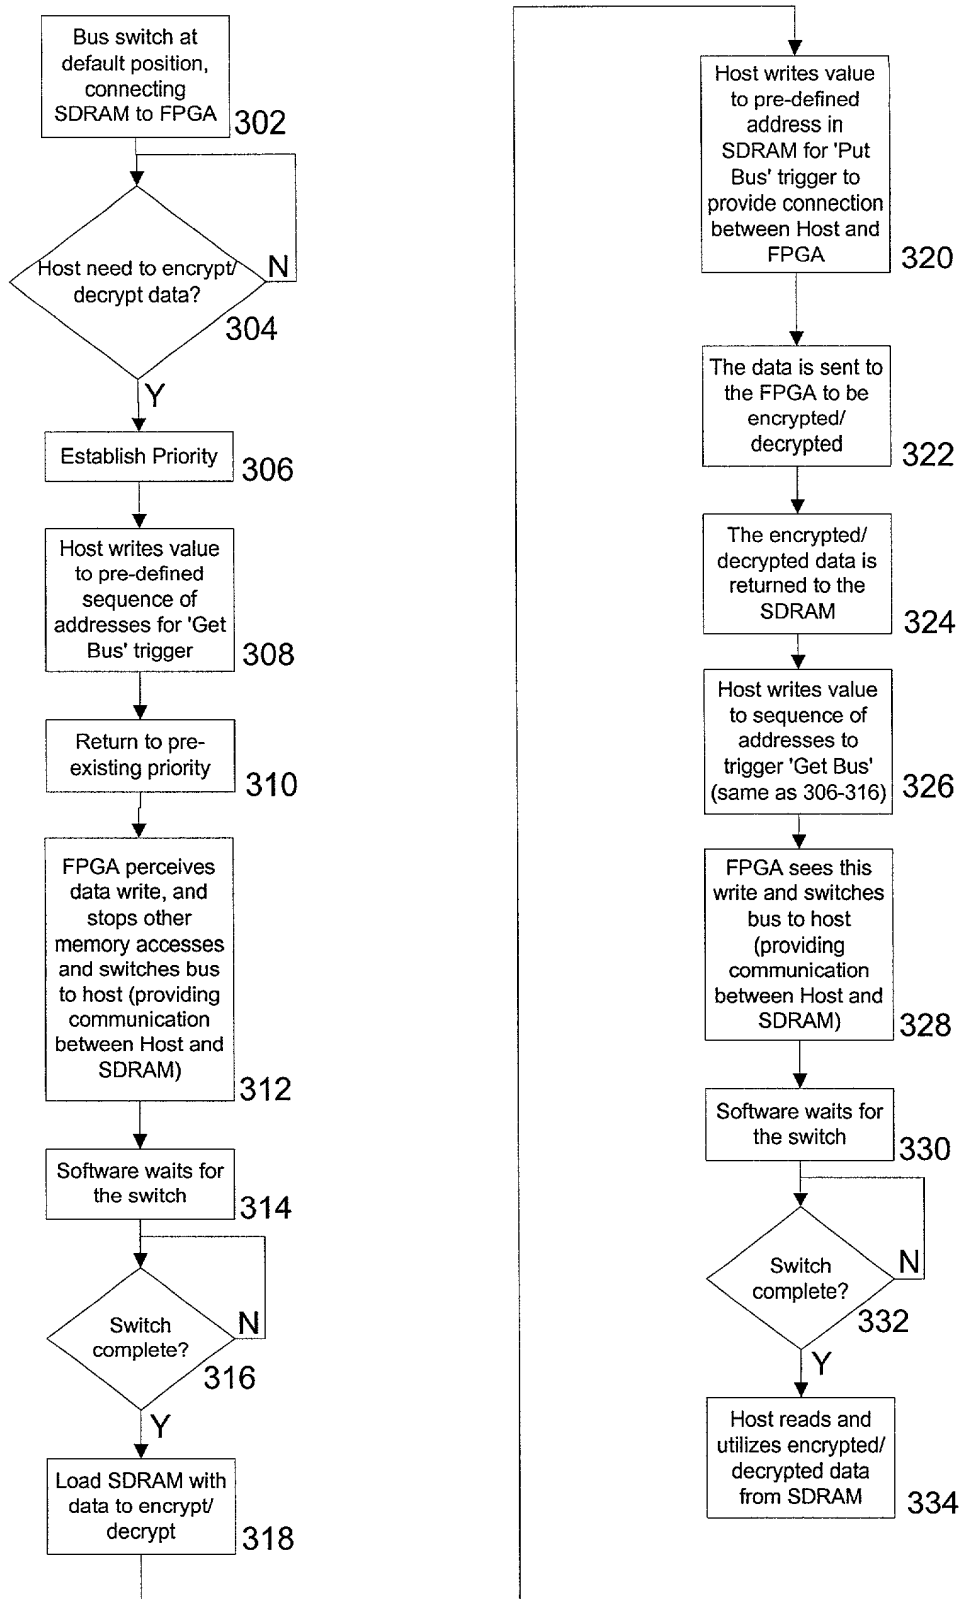 Bus switch at
default position,
connecting
SDRAM to FPGA
302
Host need to encrypt/
decrypt data?
N
304
Y
Establish Priority
306
Host writes value
to pre-defined
sequence of
addresses for 'Get
Bus' trigger
308
Return to pre-
existing priority
310
FPGA perceives
data write, and
stops other
memory accesses
and switches bus
to host (providing
communication
between Host and
SDRAM)
312
Software waits for
the switch
314
Switch
complete?
N
316
Y
Load SDRAM with
data to encrypt/
decrypt
318
Host writes value
to pre-defined
address in
SDRAM for 'Put
Bus' trigger to
provide connection
between Host and
FPGA
320
The data is sent to
the FPGA to be
encrypted/
decrypted
322
The encrypted/
decrypted data is
returned to the
SDRAM
324
Host writes value
to sequence of
addresses to
trigger 'Get Bus'
(same as 306-316)
326
FPGA sees this
write and switches
bus to host
(providing
communication
between Host and
SDRAM)
328
Software waits for
the switch
330
Switch
complete?
N
332
Y
Host reads and
utilizes encrypted/
decrypted data
from SDRAM
334